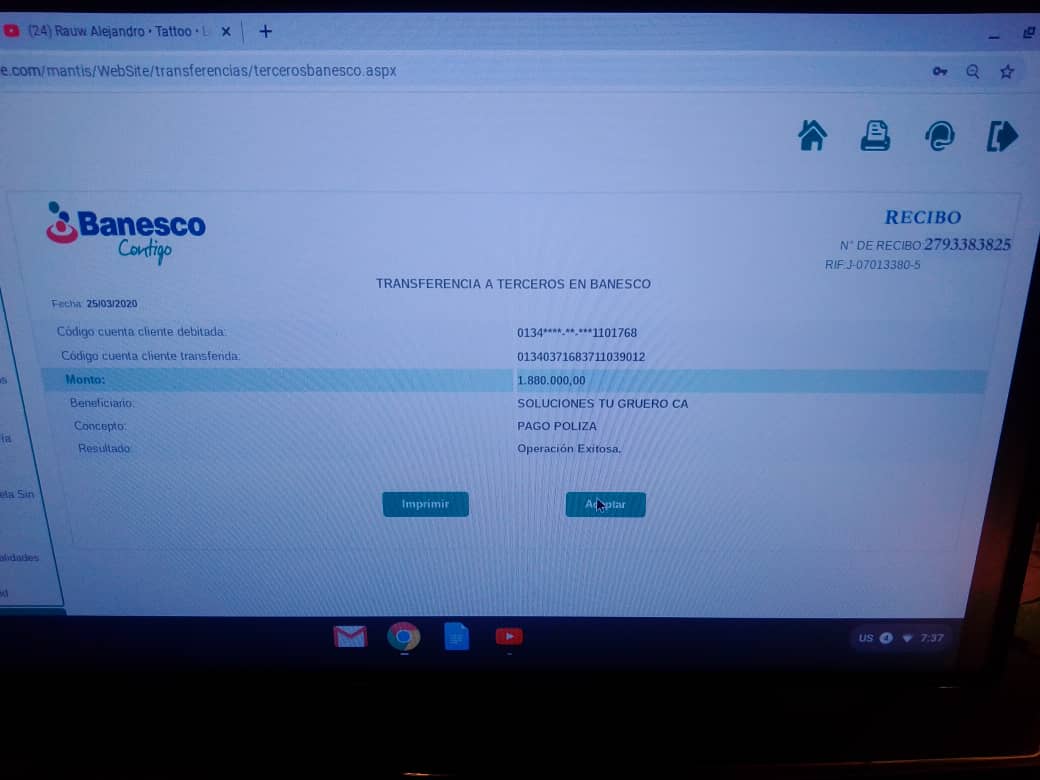 (24) Rauw Alejandro • Tattoo •
e.com/mantis/WebSite/transferencias/tercerosbanesco.aspx
Banesco
Contigo
RECIBO
N° DE RECIBO:2793383825
RIF:J-07013380-5
TRANSFERENCIA A TERCEROS EN BANESCO
Fecha: 25/03/2020
Código cuenta cliente debitada: 0134****-**-***1101768
Código cuenta cliente transferida: 01340371683711039012
Monto: 1.880.000,00
Beneficiario: SOLUCIONES TU GRUERO CA
Concepto: PAGO POLIZA
Resultado: Operación Exitosa.
Imprimir Aceptar
ela Sin
alidades
US 4 7:37